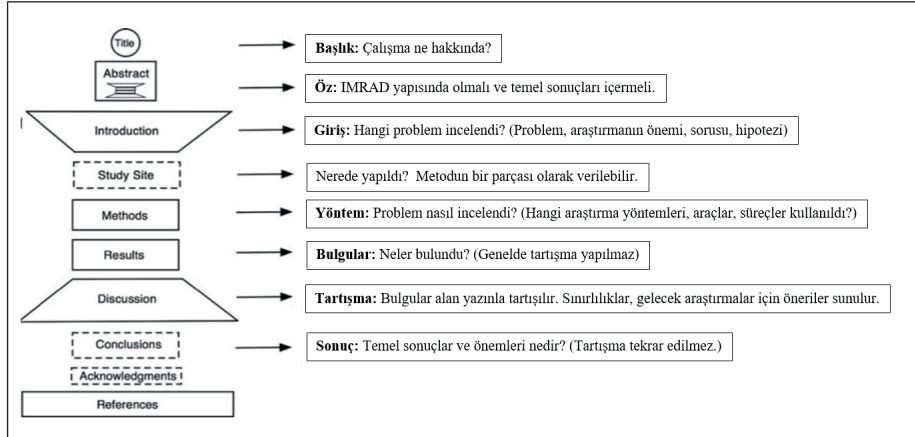 Title
Başlık: Çalışma ne hakkında?
Abstract
Öz: IMRAD yapısında olmalı ve temel sonuçları içermeli.
Introduction
Giriş: Hangi problem incelendi? (Problem, araştırmanın önemi, sorusu, hipotezi)
Study Site
Nerede yapıldı? Metodun bir parçası olarak verilebilir.
Methods
Yöntem: Problem nasıl incelendi? (Hangi araştırma yöntemleri, araçlar, süreçler kullanıldı?)
Results
Bulgular: Neler bulundu? (Genelde tartışma yapılmaz)
Discussion
Tartışma: Bulgular alan yazınla tartışılır. Sınırlılıklar, gelecek araştırmalar için öneriler sunulur.
Conclusions
Sonuç: Temel sonuçlar ve önemleri nedir? (Tartışma tekrar edilmez.)
Acknowledgments
References